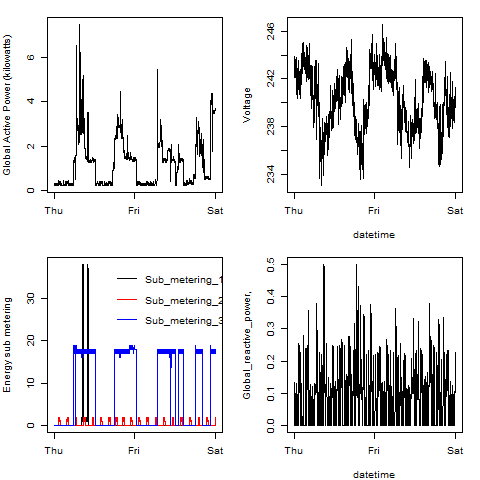 Global Active Power (kilowatts)
0 2 4 6
Thu Fri Sat
Voltage
234 238 242 246
Thu Fri Sat
datetime
Energy sub metering
0 10 20 30
Sub_metering_1
Sub_metering_2
Sub_metering_3
Thu Fri Sat
Global_reactive_power,
0.0 0.1 0.2 0.3 0.4 0.5
Thu Fri Sat
datetime